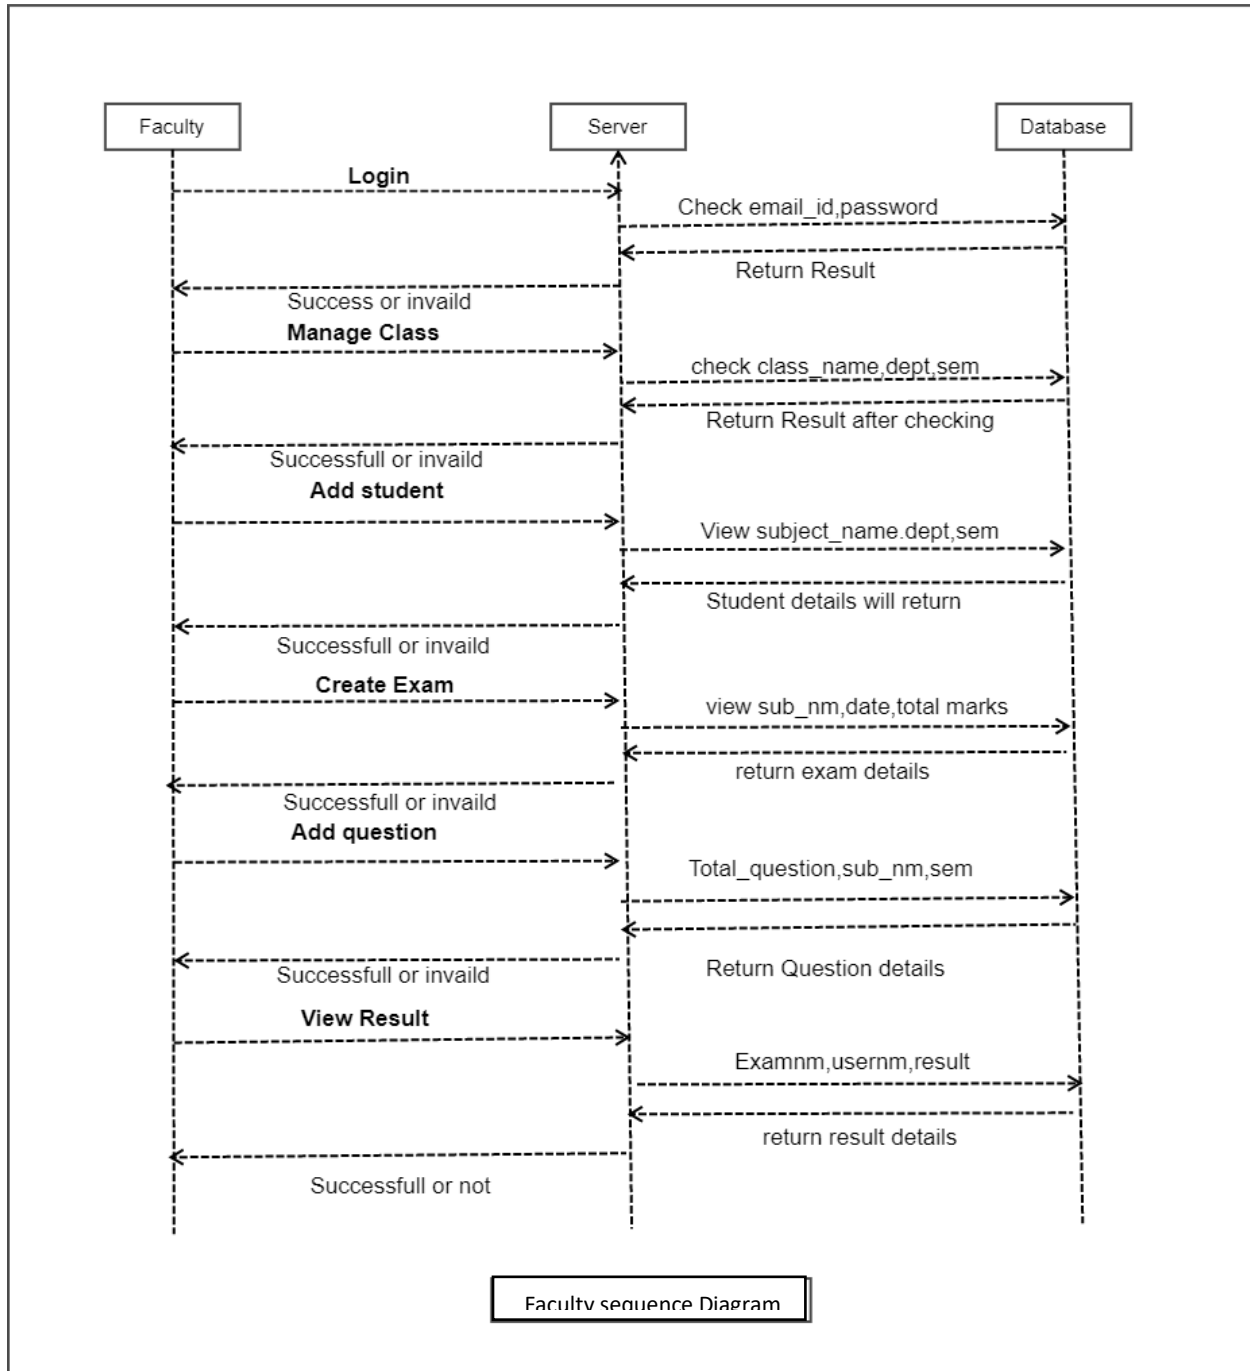 Faculty
Server
Database
Login
Check email_id,password
Return Result
Success or invaild
Manage Class
check class_name,dept,sem
Return Result after checking
Successfull or invaild
Add student
View subject_name.dept,sem
Student details will return
Successfull or invaild
Create Exam
view sub_nm,date,total marks
return exam details
Successfull or invaild
Add question
Total_question,sub_nm,sem
Return Question details
Successfull or invaild
View Result
Examnm,usernm,result
return result details
Successfull or not
Faculty sequence Diagram